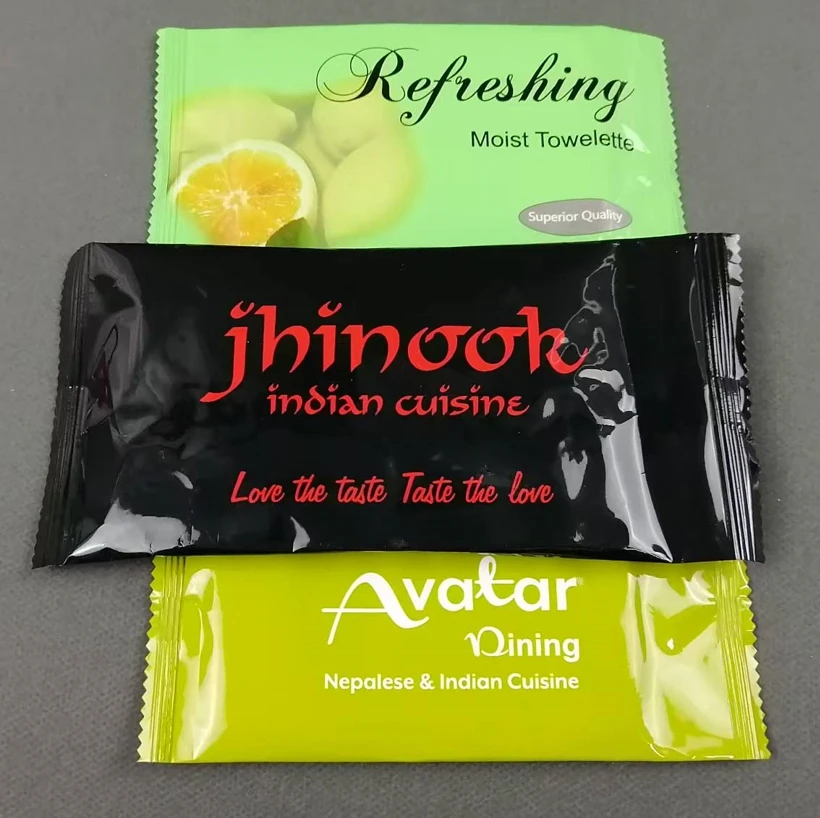 Refreshing
Moist Towelette
Superior Quality
jhinook
indian cuisine
Love the taste Taste the love
Avatar
Dining
Nepalese & Indian Cuisine